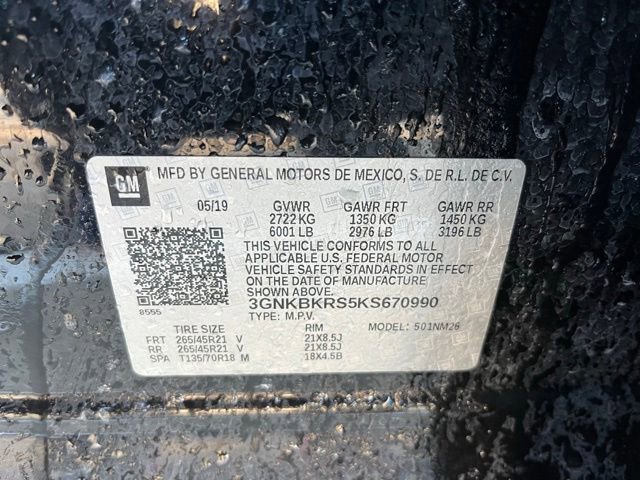 GM
MFD BY GENERAL MOTORS DE MEXICO, S. DE R.L. DE C.V.
05/19 GVWR GAWR FRT GAWR RR
2722 KG 1350 KG 1450 KG
6001 LB 2976 LB 3196 LB
THIS VEHICLE CONFORMS TO ALL
APPLICABLE U.S. FEDERAL MOTOR
VEHICLE SAFETY STANDARDS IN EFFECT
ON THE DATE OF MANUFACTURE
SHOWN ABOVE.
3GNKBKRS5KS670990
8555
TYPE: M.P.V.
TIRE SIZE RIM MODEL: 501NM26
FRT 265/45R21 V 21X8.5J
RR 265/45R21 V 21X8.5J
SPA T135/70R18 M 18X4.5B